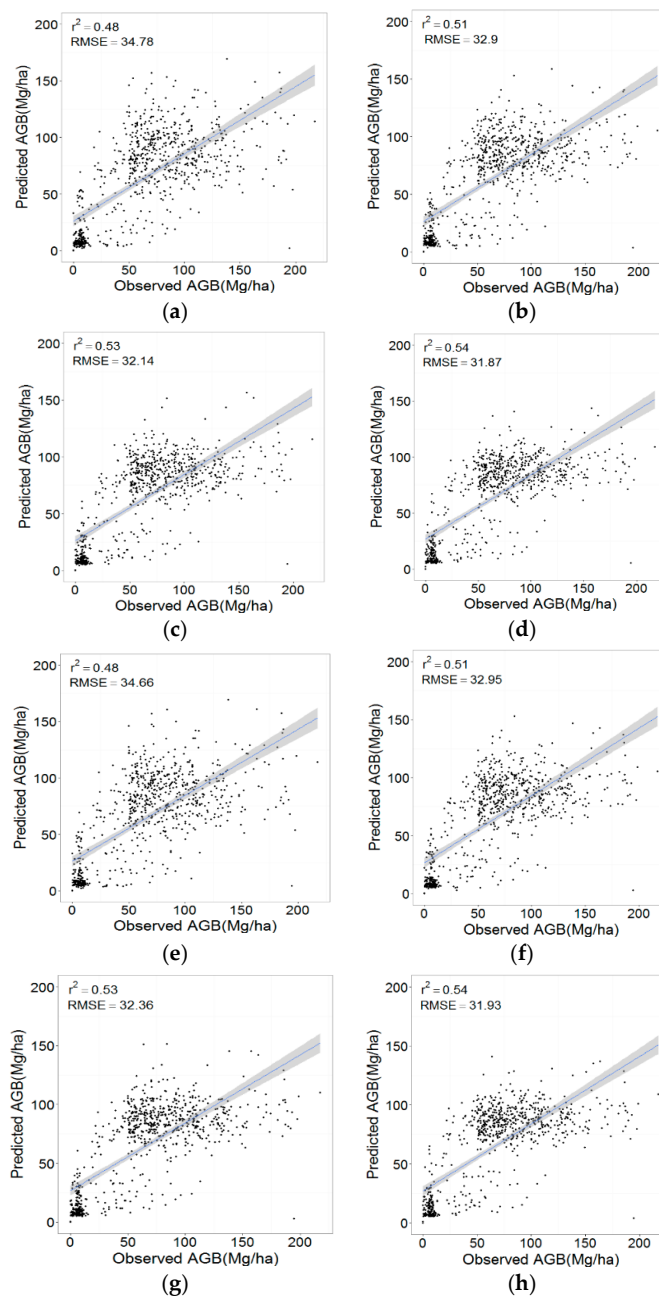 r² = 0.48
RMSE = 34.78
200
150
100
50
0
Predicted AGB(Mg/ha)
0 50 100 150 200
Observed AGB(Mg/ha)
(a)
r² = 0.51
RMSE = 32.9
200
150
100
50
0
Predicted AGB(Mg/ha)
0 50 100 150 200
Observed AGB(Mg/ha)
(b)
r² = 0.53
RMSE = 32.14
200
150
100
50
0
Predicted AGB(Mg/ha)
0 50 100 150 200
Observed AGB(Mg/ha)
(c)
r² = 0.54
RMSE = 31.87
200
150
100
50
0
Predicted AGB(Mg/ha)
0 50 100 150 200
Observed AGB(Mg/ha)
(d)
r² = 0.48
RMSE = 34.66
200
150
100
50
0
Predicted AGB(Mg/ha)
0 50 100 150 200
Observed AGB(Mg/ha)
(e)
r² = 0.51
RMSE = 32.95
200
150
100
50
0
Predicted AGB(Mg/ha)
0 50 100 150 200
Observed AGB(Mg/ha)
(f)
r² = 0.53
RMSE = 32.36
200
150
100
50
0
Predicted AGB(Mg/ha)
0 50 100 150 200
Observed AGB(Mg/ha)
(g)
r² = 0.54
RMSE = 31.93
200
150
100
50
0
Predicted AGB(Mg/ha)
0 50 100 150 200
Observed AGB(Mg/ha)
(h)